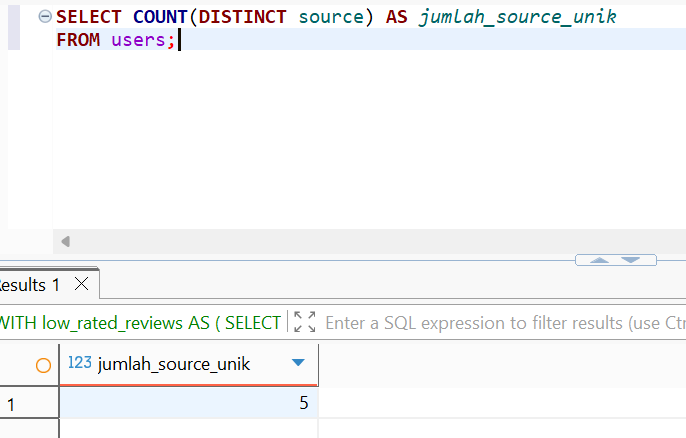 SELECT COUNT(DISTINCT source) AS jumlah_source_unik
FROM users;
esults 1
WITH low_rated_reviews AS ( SELECT
Enter a SQL expression to filter results (use Ctr
123 jumlah_source_unik
1 5